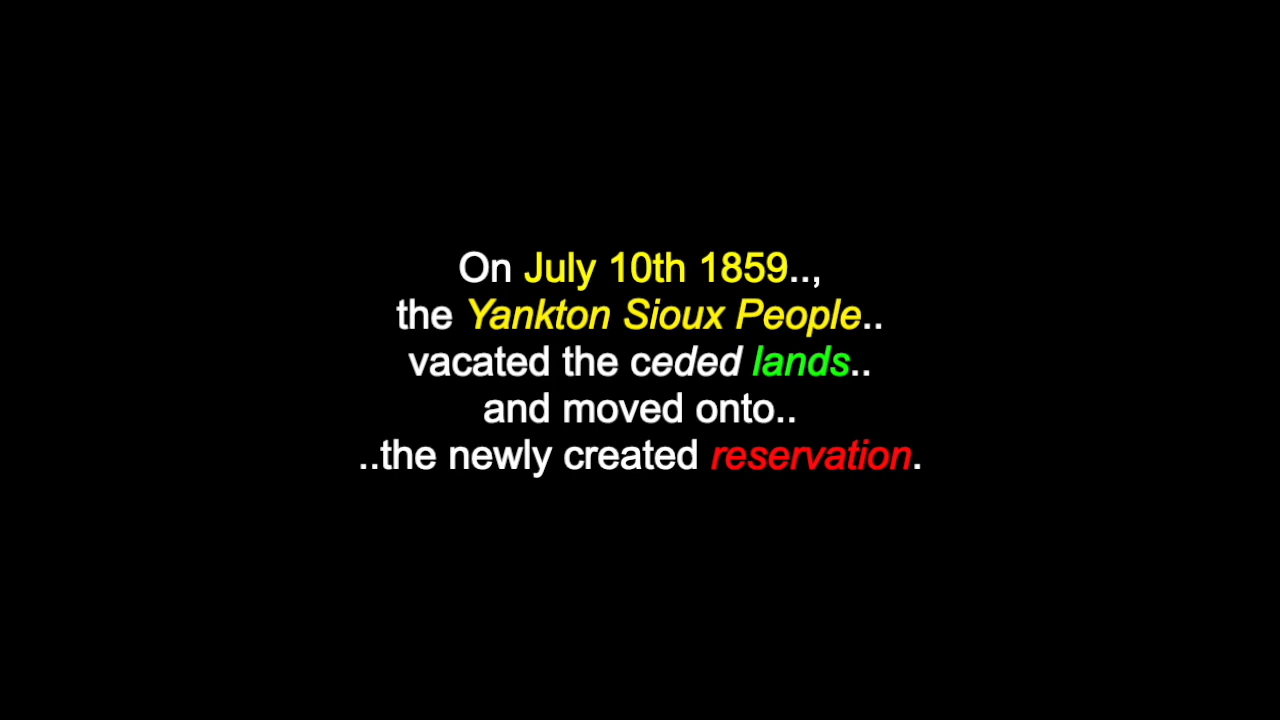 On July 10th 1859..,
the Yankton Sioux People..
vacated the ceded lands..
and moved onto..
..the newly created reservation.